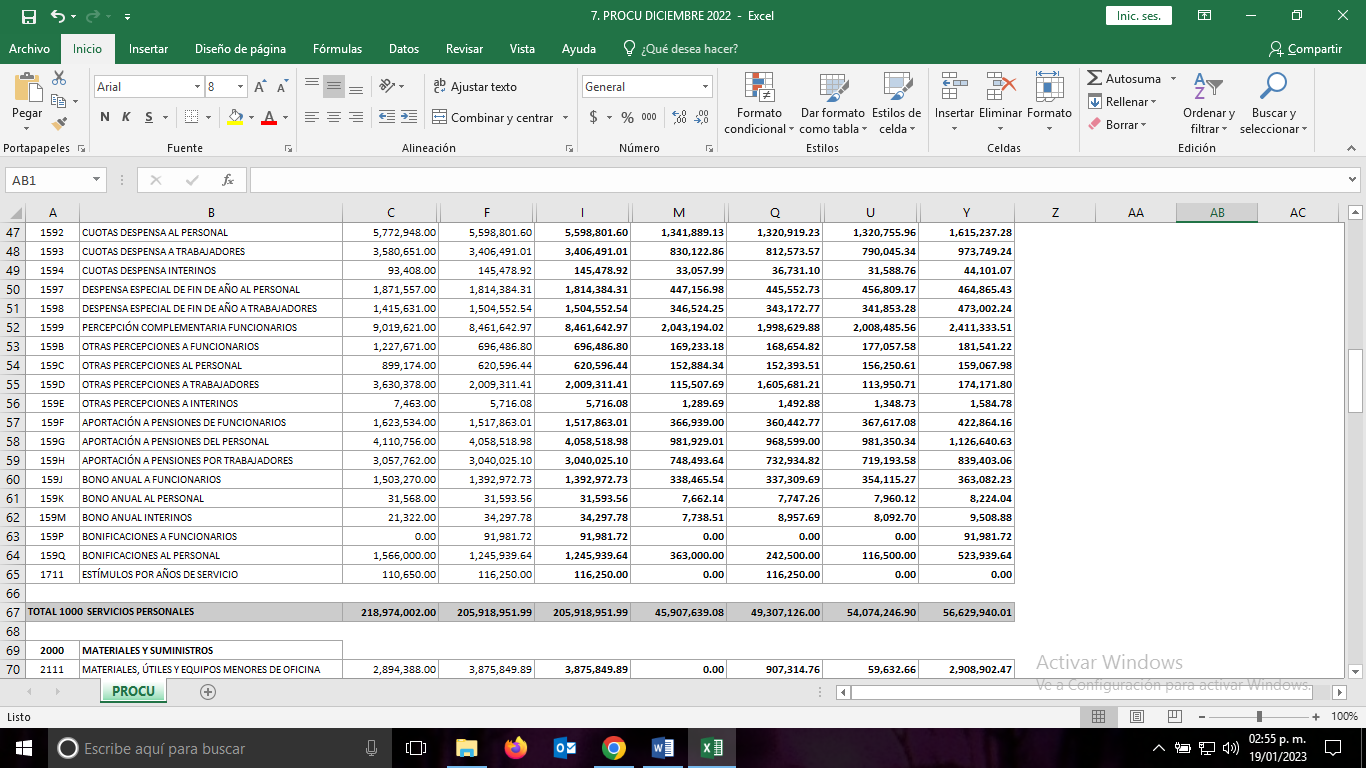 7. PROCU DICIEMBRE 2022 - Excel
Inic. ses.
Archivo Inicio Insertar Diseño de página Fórmulas Datos Revisar Vista Ayuda ¿Qué desea hacer? Compartir
Pegar
Arial 8
N K S
Ajustar texto
Combinar y centrar
General
$ % 000
Formato condicional
Dar formato como tabla
Estilos de celda
Insertar Eliminar Formato
Autosuma
Rellenar
Borrar
Ordenar y filtrar
Buscar y seleccionar
Portapapeles Fuente Alineación Número Estilos Celdas Edición
AB1 fx
A B C F I M Q U Y Z AA AB AC
47 1592 CUOTAS DESPENSA AL PERSONAL 5,772,948.00 5,598,801.60 5,598,801.60 1,341,889.13 1,320,919.23 1,320,755.96 1,615,237.28
48 1593 CUOTAS DESPENSA A TRABAJADORES 3,580,651.00 3,406,491.01 3,406,491.01 830,122.86 812,573.57 790,045.34 973,749.24
49 1594 CUOTAS DESPENSA INTERINOS 93,408.00 145,478.92 145,478.92 33,057.99 36,731.10 31,588.76 44,101.07
50 1597 DESPENSA ESPECIAL DE FIN DE AÑO AL PERSONAL 1,871,557.00 1,814,384.31 1,814,384.31 447,156.98 445,552.73 456,809.17 464,865.43
51 1598 DESPENSA ESPECIAL DE FIN DE AÑO A TRABAJADORES 1,415,631.00 1,504,552.54 1,504,552.54 346,524.25 343,172.77 341,853.28 473,002.24
52 1599 PERCEPCIÓN COMPLEMENTARIA FUNCIONARIOS 9,019,621.00 8,461,642.97 8,461,642.97 2,043,194.02 1,998,629.88 2,008,485.56 2,411,333.51
53 159B OTRAS PERCEPCIONES A FUNCIONARIOS 1,227,671.00 696,486.80 696,486.80 169,233.18 168,654.82 177,057.58 181,541.22
54 159C OTRAS PERCEPCIONES AL PERSONAL 899,174.00 620,596.44 620,596.44 152,884.34 152,393.51 156,250.61 159,067.98
55 159D OTRAS PERCEPCIONES A TRABAJADORES 3,630,378.00 2,009,311.41 2,009,311.41 115,507.69 1,605,681.21 113,950.71 174,171.80
56 159E OTRAS PERCEPCIONES A INTERINOS 7,463.00 5,716.08 5,716.08 1,289.69 1,492.88 1,348.73 1,584.78
57 159F APORTACIÓN A PENSIONES DE FUNCIONARIOS 1,623,534.00 1,517,863.01 1,517,863.01 366,939.00 360,442.77 367,617.08 422,864.16
58 159G APORTACIÓN A PENSIONES DEL PERSONAL 4,110,756.00 4,058,518.98 4,058,518.98 981,929.01 968,599.00 981,350.34 1,126,640.63
59 159H APORTACIÓN A PENSIONES POR TRABAJADORES 3,057,762.00 3,040,025.10 3,040,025.10 748,493.64 732,934.82 719,193.58 839,403.06
60 159J BONO ANUAL A FUNCIONARIOS 1,503,270.00 1,392,972.73 1,392,972.73 338,465.54 337,309.69 354,115.27 363,082.23
61 159K BONO ANUAL AL PERSONAL 31,568.00 31,593.56 31,593.56 7,662.14 7,747.26 7,960.12 8,224.04
62 159M BONO ANUAL INTERINOS 21,322.00 34,297.78 34,297.78 7,738.51 8,957.69 8,092.70 9,508.88
63 159P BONIFICACIONES A FUNCIONARIOS 0.00 91,981.72 91,981.72 0.00 0.00 0.00 91,981.72
64 159Q BONIFICACIONES AL PERSONAL 1,566,000.00 1,245,939.64 1,245,939.64 363,000.00 242,500.00 116,500.00 523,939.64
65 1711 ESTÍMULOS POR AÑOS DE SERVICIO 110,650.00 116,250.00 116,250.00 0.00 116,250.00 0.00 0.00
66
67 TOTAL 1000 SERVICIOS PERSONALES 218,974,002.00 205,918,951.99 205,918,951.99 45,907,639.08 49,307,126.00 54,074,246.90 56,629,940.01
68
69 2000 MATERIALES Y SUMINISTROS
70 2111 MATERIALES, ÚTILES Y EQUIPOS MENORES DE OFICINA 2,894,388.00 3,875,849.89 3,875,849.89 0.00 907,314.76 59,632.66 2,908,902.47
Activar Windows
Ve a Configuración para activar Windows.
PROCU
Listo 100%
Escribe aquí para buscar
02:55 p. m.
19/01/2023